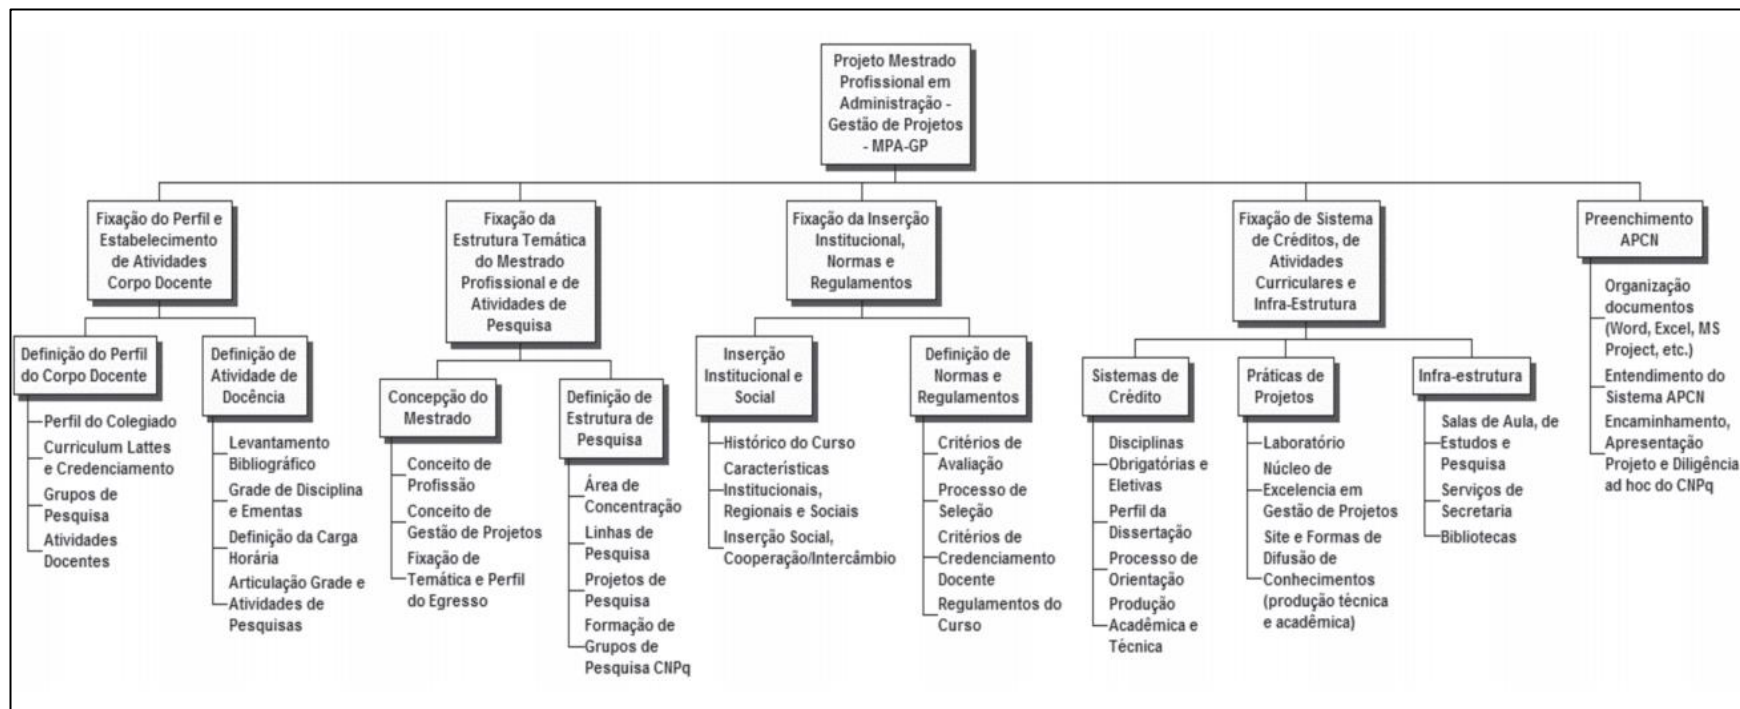 Projeto Mestrado
Profissional em
Administração -
Gestão de Projetos
- MPA-GP
Fixação do Perfil e
Estabelecimento
de Atividades
Corpo Docente
Definição do Perfil
do Corpo Docente
Perfil do Colegiado
Curriculum Lattes
e Credenciamento
Grupos de
Pesquisa
Atividades
Docentes
Definição de
Atividade de
Docência
Levantamento
Bibliográfico
Grade de Disciplina
e Ementas
Definição da Carga
Horária
Articulação Grade e
Atividades de
Pesquisas
Fixação da
Estrutura Temática
do Mestrado
Profissional e de
Atividades de
Pesquisa
Concepção do
Mestrado
Conceito de
Profissão
Conceito de
Gestão de Projetos
Fixação de
Temática e Perfil
do Egresso
Definição de
Estrutura de
Pesquisa
Área de
Concentração
Linhas de
Pesquisa
Projetos de
Pesquisa
Formação de
Grupos de
Pesquisa CNPq
Fixação da Inserção
Institucional,
Normas e
Regulamentos
Inserção
Institucional e
Social
Histórico do Curso
Características
Institucionais,
Regionais e Sociais
Inserção Social,
Cooperação/Intercâmbio
Definição de
Normas e
Regulamentos
Critérios de
Avaliação
Processo de
Seleção
Critérios de
Credenciamento
Docente
Regulamentos do
Curso
Fixação de Sistema
de Créditos, de
Atividades
Curriculares e
Infra-Estrutura
Sistemas de
Crédito
Disciplinas
Obrigatórias e
Eletivas
Perfil da
Dissertação
Processo de
Orientação
Produção
Acadêmica e
Técnica
Práticas de
Projetos
Laboratório
Núcleo de
Excelencia em
Gestão de Projetos
Site e Formas de
Difusão de
Conhecimentos
(produção técnica
e acadêmica)
Infra-estrutura
Salas de Aula, de
Estudos e
Pesquisa
Serviços de
Secretaria
Bibliotecas
Preenchimento
APCN
Organização
documentos
(Word, Excel, MS
Project, etc.)
Entendimento do
Sistema APCN
Encaminhamento,
Apresentação
Projeto e Diligência
ad hoc do CNPq